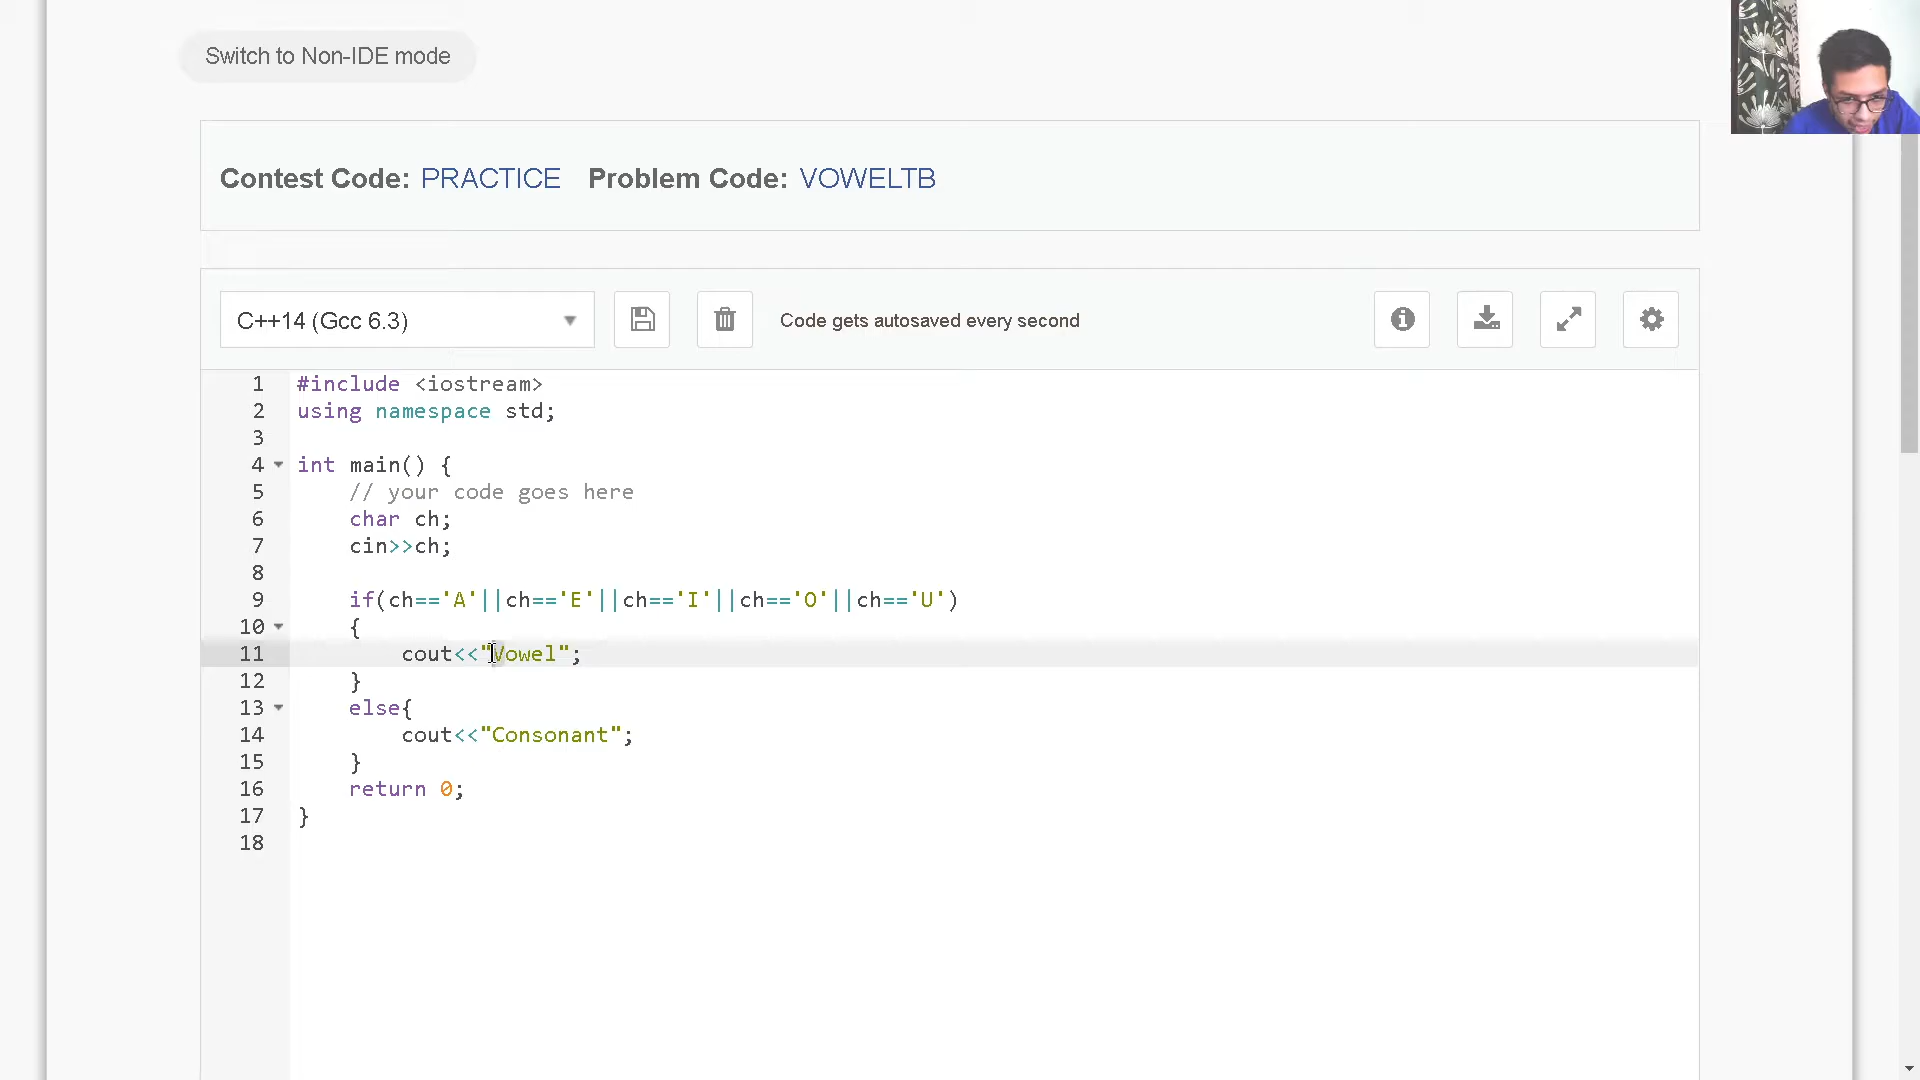 Switch to Non-IDE mode
Contest Code: PRACTICE Problem Code: VOWELTB
C++14 (Gcc 6.3)
Code gets autosaved every second
1 #include <iostream>
2 using namespace std;
3
4 int main() {
5 // your code goes here
6 char ch;
7 cin>>ch;
8
9 if(ch=='A'||ch=='E'||ch=='I'||ch=='O'||ch=='U')
10 {
11 cout<<"Vowel";
12 }
13 else{
14 cout<<"Consonant";
15 }
16 return 0;
17 }
18